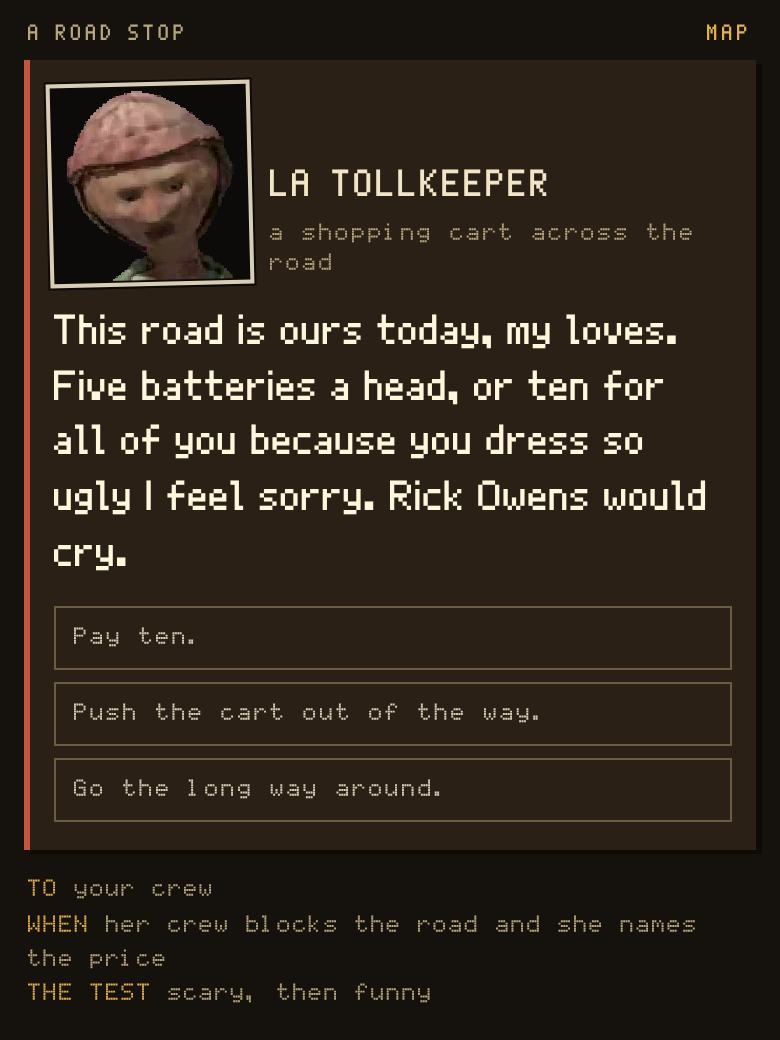 A ROAD STOP
MAP
LA TOLLKEEPER
a shopping cart across the
road
This road is ours today, my loves.
Five batteries a head, or ten for
all of you because you dress so
ugly I feel sorry. Rick Owens would
cry.
Pay ten.
Push the cart out of the way.
Go the long way around.
TO your crew
WHEN her crew blocks the road and she names
the price
THE TEST scary, then funny